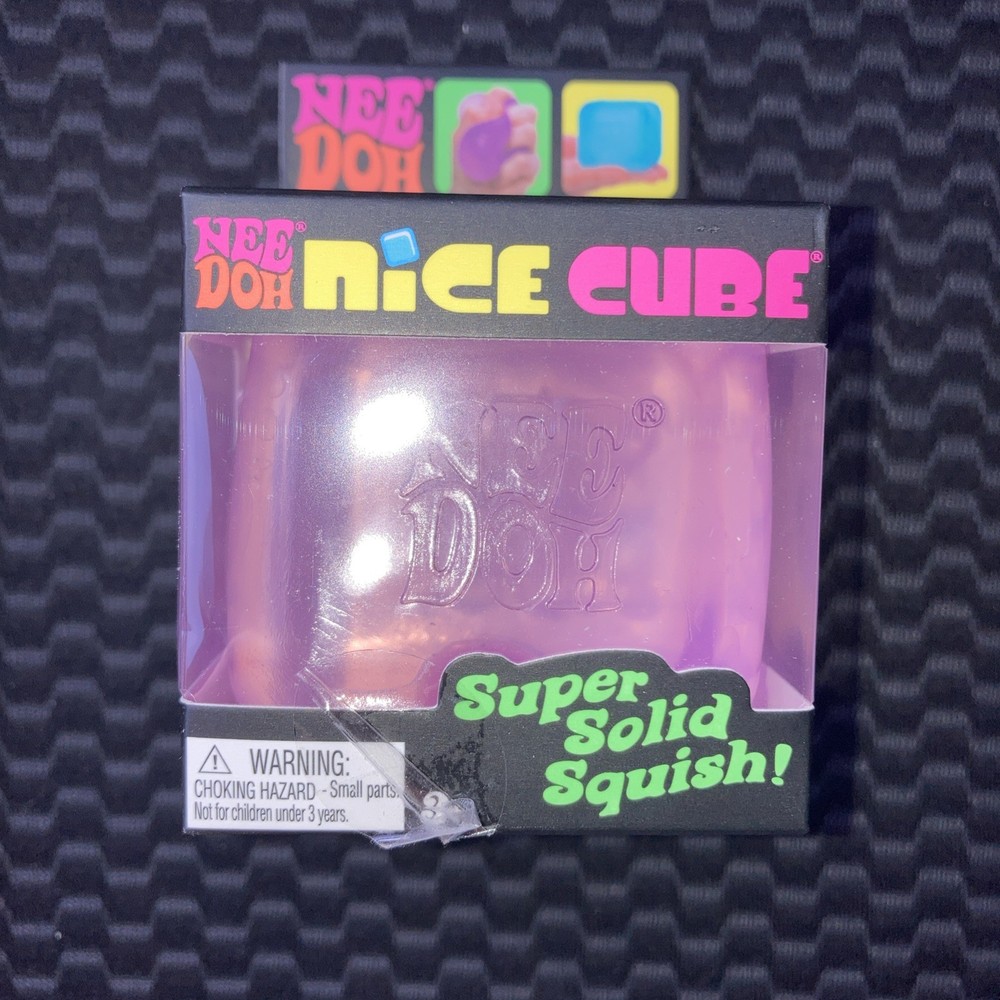 NEE
DOH
NEE®
DOH
NiCE CUBE®
NEE®
DOH
Super
Solid
Squish!
WARNING:
CHOKING HAZARD - Small parts.
Not for children under 3 years.